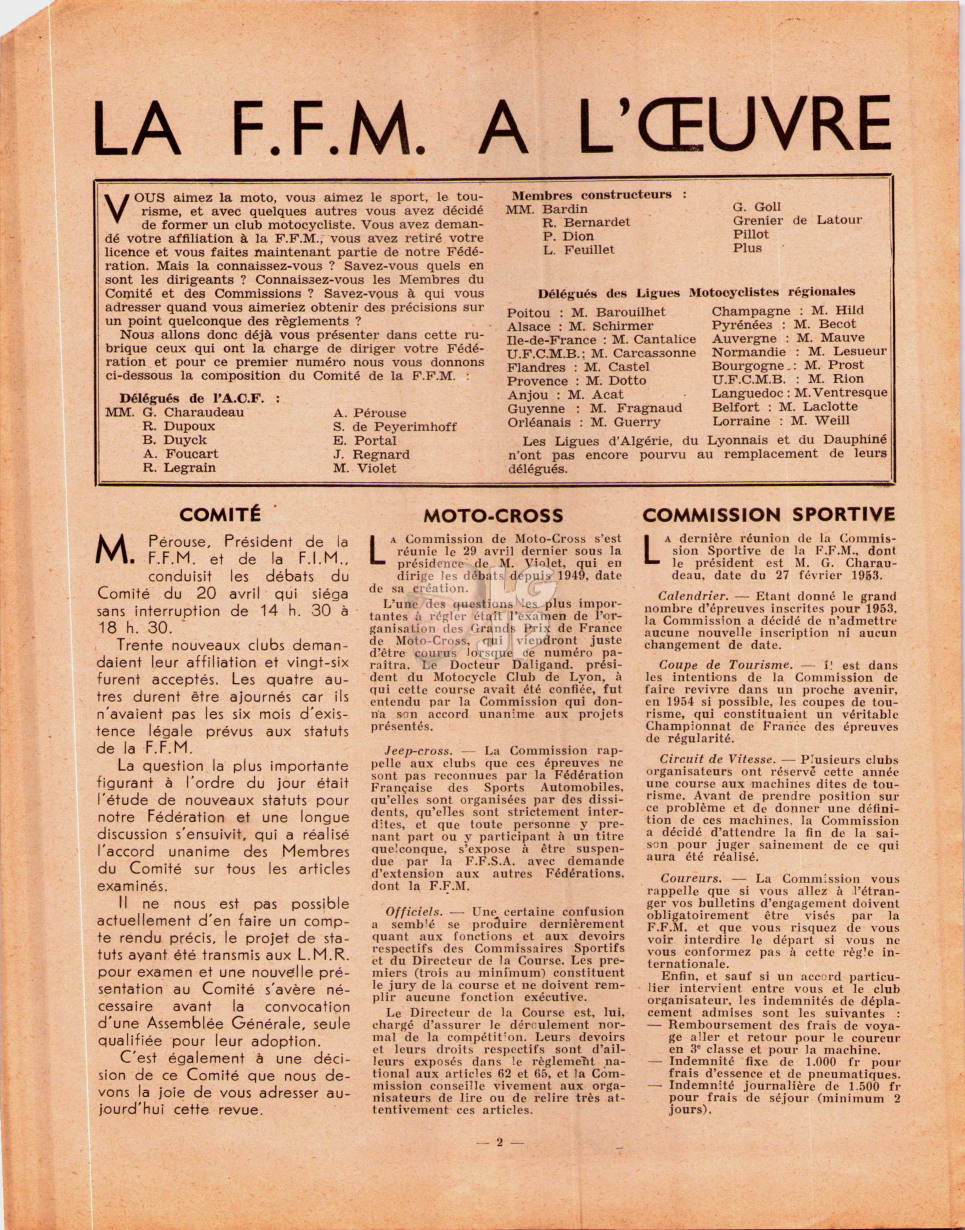 LA F.F.M. A L'ŒUVRE
VOUS aimez la moto, vous aimez le sport, le tou-
risme, et avec quelques autres vous avez décidé
de former un club motocycliste. Vous avez deman-
dé votre affiliation à la F.F.M., vous avez retiré votre
licence et vous faites maintenant partie de notre Fédé-
ration. Mais la connaissez-vous ? Savez-vous quels en
sont les dirigeants ? Connaissez-vous les Membres du
Comité et des Commissions ? Savez-vous à qui vous
adresser quand vous aimeriez obtenir des précisions sur
un point quelconque des règlements ?
Nous allons donc déjà vous présenter dans cette ru-
brique ceux qui ont la charge de diriger votre Fédé-
ration et pour ce premier numéro nous vous donnons
ci-dessous la composition du Comité de la F.F.M. :
Délégués de l'A.C.F. :
MM. G. Charaudeau
R. Dupoux
B. Duyck
A. Foucart
R. Legrain
A. Pérouse
S. de Peyerimhoff
E. Portal
J. Regnard
M. Violet
Membres constructeurs :
MM. Bardin
R. Bernardet
P. Dion
L. Feuillet
G. Goll
Grenier de Latour
Pillot
Plus
Délégués des Ligues Motocyclistes régionales
Poitou : M. Barouilhet
Alsace : M. Schirmer
Ile-de-France : M. Cantalice
U.F.C.M.B. : M. Carcassonne
Flandres : M. Castel
Provence : M. Dotto
Anjou : M. Acat
Guyenne : M. Fragnaud
Orléanais : M. Guerry
Champagne : M. Hild
Pyrénées : M. Becot
Auvergne : M. Mauve
Normandie : M. Lesueur
Bourgogne : M. Prost
U.F.C.M.B. : M. Rion
Languedoc : M. Ventresque
Belfort : M. Laclotte
Lorraine : M. Weill
Les Ligues d'Algérie, du Lyonnais et du Dauphiné
n'ont pas encore pourvu au remplacement de leurs
délégués.
COMITÉ
M. Pérouse, Président de la
F.F.M. et de la F.I.M.,
conduisit les débats du
Comité du 20 avril qui siéga
sans interruption de 14 h. 30 à
18 h. 30.
Trente nouveaux clubs deman-
daient leur affiliation et vingt-six
furent acceptés. Les quatre au-
tres durent être ajournés car ils
n'avaient pas les six mois d'exis-
tence légale prévus aux statuts
de la F.F.M.
La question la plus importante
figurant à l'ordre du jour était
l'étude de nouveaux statuts pour
notre Fédération et une longue
discussion s'ensuivit, qui a réalisé
l'accord unanime des Membres
du Comité sur tous les articles
examinés.
Il ne nous est pas possible
actuellement d'en faire un comp-
te rendu précis, le projet de sta-
tuts ayant été transmis aux L.M.R.
pour examen et une nouvelle pré-
sentation au Comité s'avère né-
cessaire avant la convocation
d'une Assemblée Générale, seule
qualifiée pour leur adoption.
C'est également à une déci-
sion de ce Comité que nous de-
vons la joie de vous adresser au-
jourd'hui cette revue.
MOTO-CROSS
LA Commission de Moto-Cross s'est
réunie le 29 avril dernier sous la
présidence de M. Violet, qui en
dirige les débats depuis 1949, date
de sa création.
L'une des questions les plus impor-
tantes à régler était l'examen de l'or-
ganisation des Grands Prix de France
de Moto-Cross, qui viendront juste
d'être courus lorsque ce numéro pa-
raîtra. Le Docteur Daligand, prési-
dent du Motocycle Club de Lyon, à
qui cette course avait été confiée, fut
entendu par la Commission qui don-
na son accord unanime aux projets
présentés.
Jeep-cross. — La Commission rap-
pelle aux clubs que ces épreuves ne
sont pas reconnues par la Fédération
Française des Sports Automobiles,
qu'elles sont organisées par des dissi-
dents, qu'elles sont strictement inter-
dites, et que toute personne y pre-
nant part ou y participant à un titre
quelconque, s'expose à être suspen-
due par la F.F.S.A. avec demande
d'extension aux autres Fédérations,
dont la F.F.M.
Officiels. — Une certaine confusion
a semblé se produire dernièrement
quant aux fonctions et aux devoirs
respectifs des Commissaires Sportifs
et du Directeur de la Course. Les pre-
miers (trois au minimum) constituent
le jury de la course et ne doivent rem-
plir aucune fonction exécutive.
Le Directeur de la Course est, lui,
chargé d'assurer le déroulement nor-
mal de la compétition. Leurs devoirs
et leurs droits respectifs sont d'ail-
leurs exposés dans le règlement na-
tional aux articles 62 et 65, et la Com-
mission conseille vivement aux orga-
nisateurs de lire ou de relire très at-
tentivement ces articles.
COMMISSION SPORTIVE
LA dernière réunion de la Commis-
sion Sportive de la F.F.M., dont
le président est M. G. Charau-
deau, date du 27 février 1953.
Calendrier. — Etant donné le grand
nombre d'épreuves inscrites pour 1953,
la Commission a décidé de n'admettre
aucune nouvelle inscription ni aucun
changement de date.
Coupe de Tourisme. — Il est dans
les intentions de la Commission de
faire revivre dans un proche avenir,
en 1954 si possible, les coupes de tou-
risme, qui constituaient un véritable
Championnat de France des épreuves
de régularité.
Circuit de Vitesse. — Plusieurs clubs
organisateurs ont réservé cette année
une course aux machines dites de tou-
risme. Avant de prendre position sur
ce problème et de donner une défini-
tion de ces machines, la Commission
a décidé d'attendre la fin de la sai-
son pour juger sainement de ce qui
aura été réalisé.
Coureurs. — La Commission vous
rappelle que si vous allez à l'étran-
ger vos bulletins d'engagement doivent
obligatoirement être visés par la
F.F.M. et que vous risquez de vous
voir interdire le départ si vous ne
vous conformez pas à cette règle in-
ternationale.
Enfin, et sauf si un accord particu-
lier intervient entre vous et le club
organisateur, les indemnités de dépla-
cement admises sont les suivantes :
— Remboursement des frais de voya-
ge aller et retour pour le coureur
en 3e classe et pour la machine.
— Indemnité fixe de 1.000 fr pour
frais d'essence et de pneumatiques.
— Indemnité journalière de 1.500 fr
pour frais de séjour (minimum 2
jours).
— 2 —